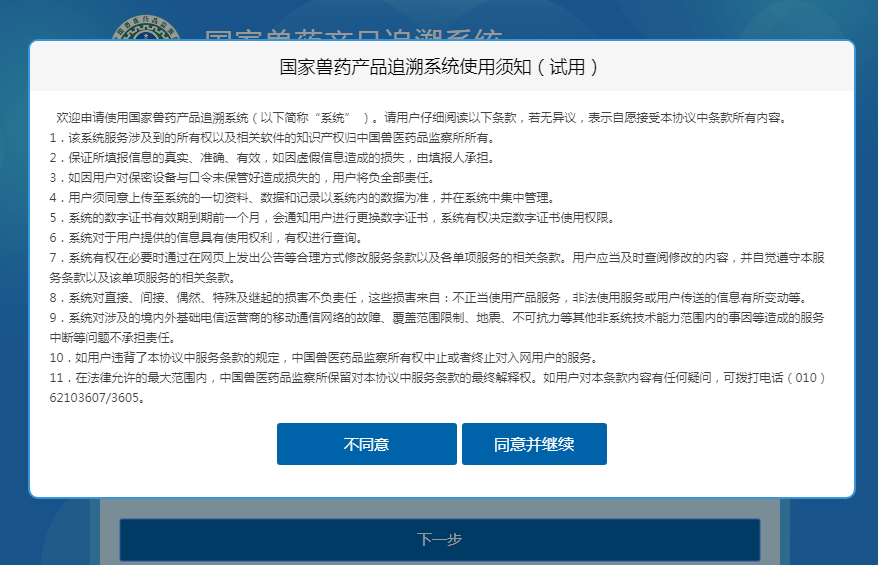 国家兽药产品追溯系统
国家兽药产品追溯系统使用须知（试用）
欢迎申请使用国家兽药产品追溯系统（以下简称“系统” ）。请用户仔细阅读以下条款，若无异议，表示自愿接受本协议中条款所有内容。
1．该系统服务涉及到的所有权以及相关软件的知识产权归中国兽医药品监察所所有。
2．保证所填报信息的真实、准确、有效，如因虚假信息造成的损失，由填报人承担。
3．如因用户对保密设备与口令未保管好造成损失的，用户将负全部责任。
4．用户须同意上传至系统的一切资料、数据和记录以系统内的数据为准，并在系统中集中管理。
5．系统的数字证书有效期到期前一个月，会通知用户进行更换数字证书，系统有权决定数字证书使用权限。
6．系统对于用户提供的信息具有使用权利，有权进行查询。
7．系统有权在必要时通过在网页上发出公告等合理方式修改服务条款以及各单项服务的相关条款。用户应当及时查阅修改的内容，并自觉遵守本服
务条款以及该单项服务的相关条款。
8．系统对直接、间接、偶然、特殊及继起的损害不负责任，这些损害来自：不正当使用产品服务，非法使用服务或用户传送的信息有所变动等。
9．系统对涉及的境内外基础电信运营商的移动通信网络的故障、覆盖范围限制、地震、不可抗力等其他非系统技术能力范围内的事因等造成的服务
中断等问题不承担责任。
10．如用户违背了本协议中服务条款的规定，中国兽医药品监察所有权中止或者终止对入网用户的服务。
11．在法律允许的最大范围内，中国兽医药品监察所保留对本协议中服务条款的最终解释权。如用户对本条款内容有任何疑问，可拨打电话（010）
62103607/3605。
不同意
同意并继续
下一步